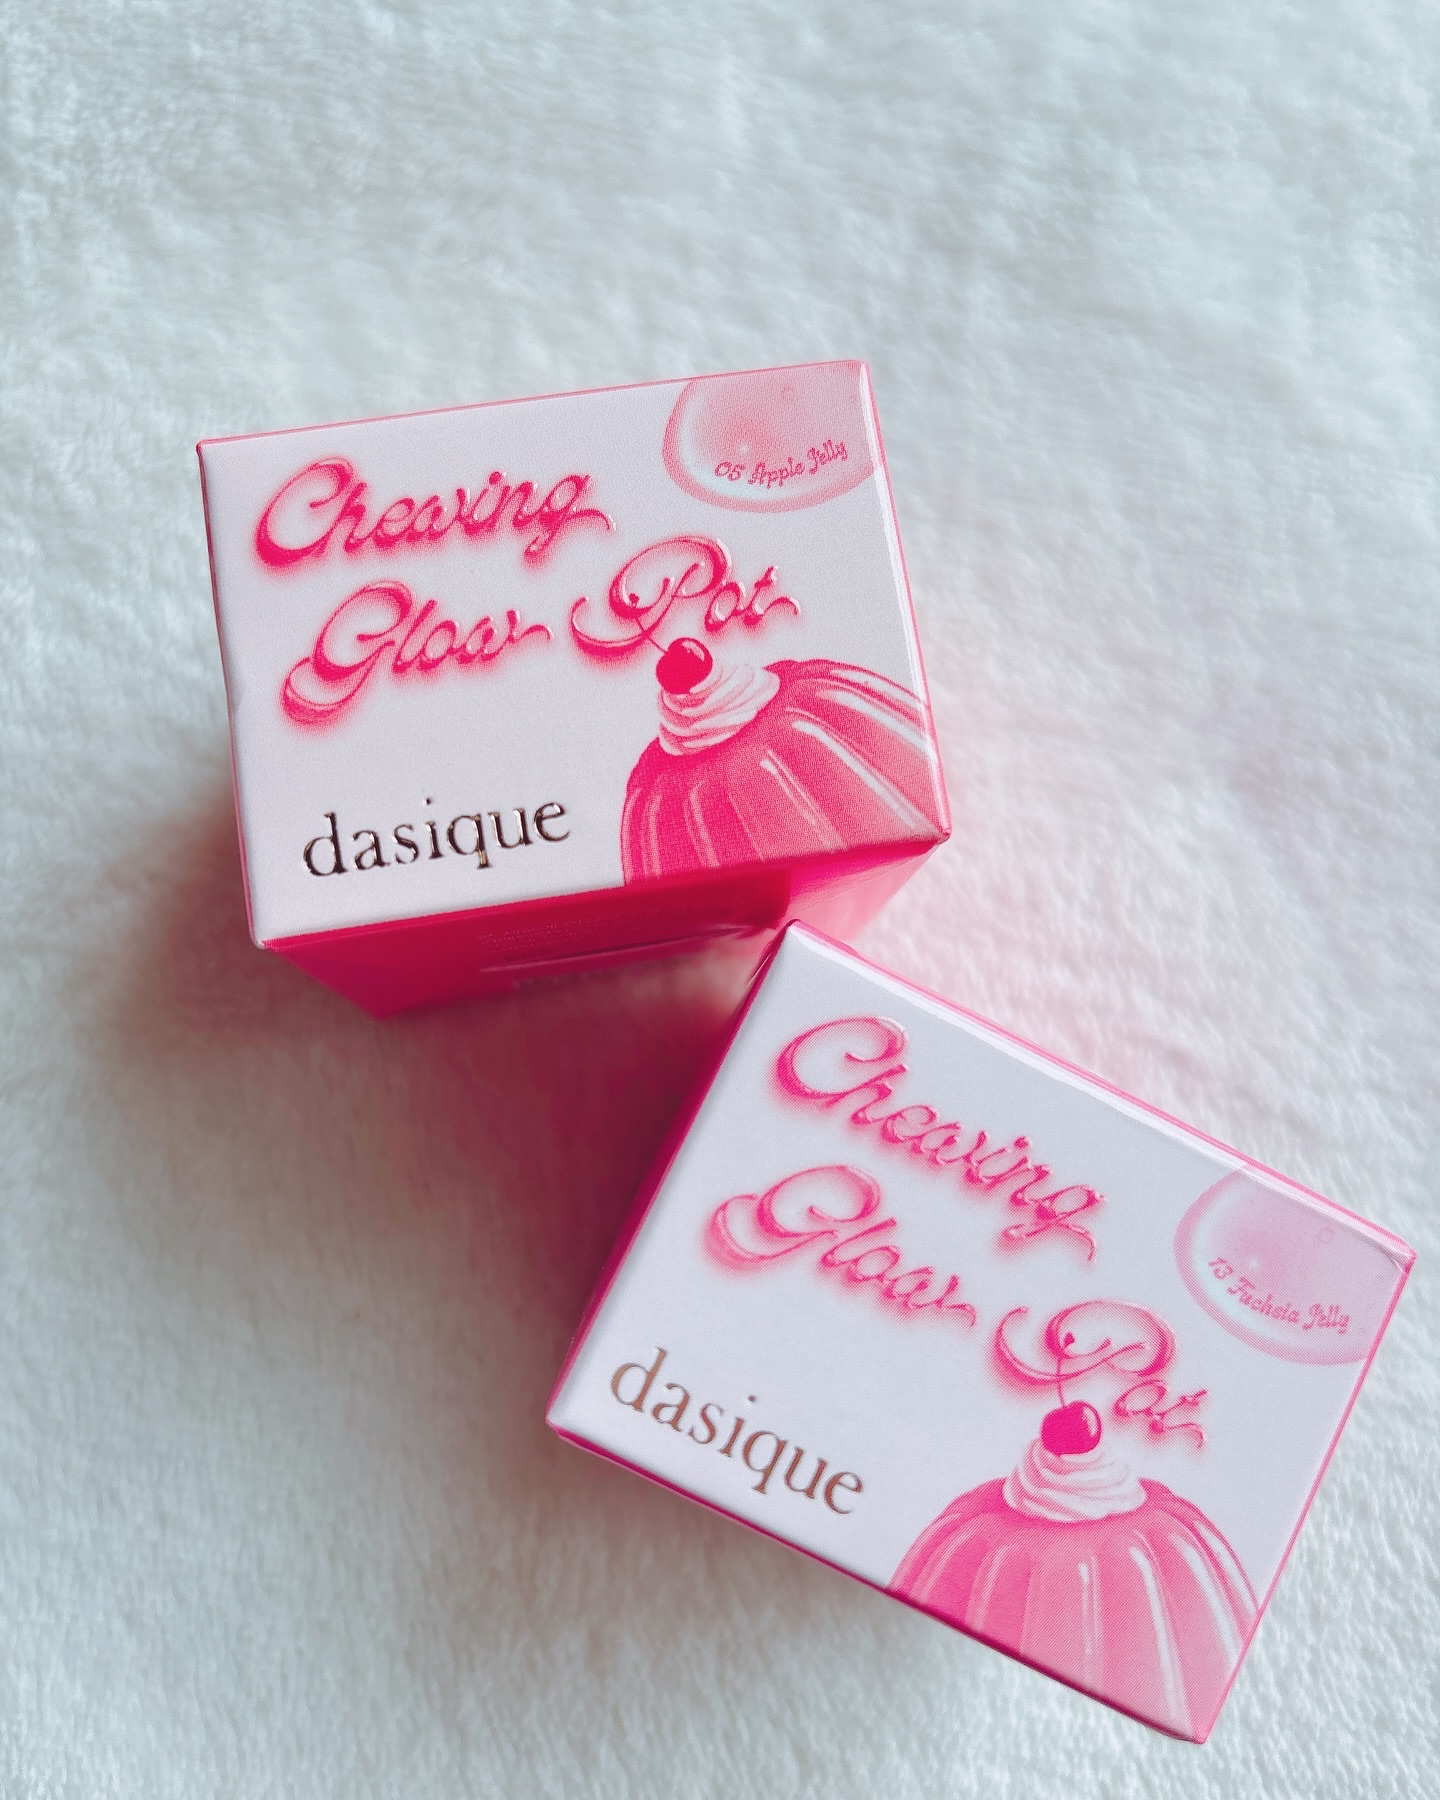 Chewing
Glow Pot
05 Apple Jelly
dasique
Chewing
Glow Pot
13 Fuchsia Jelly
dasique